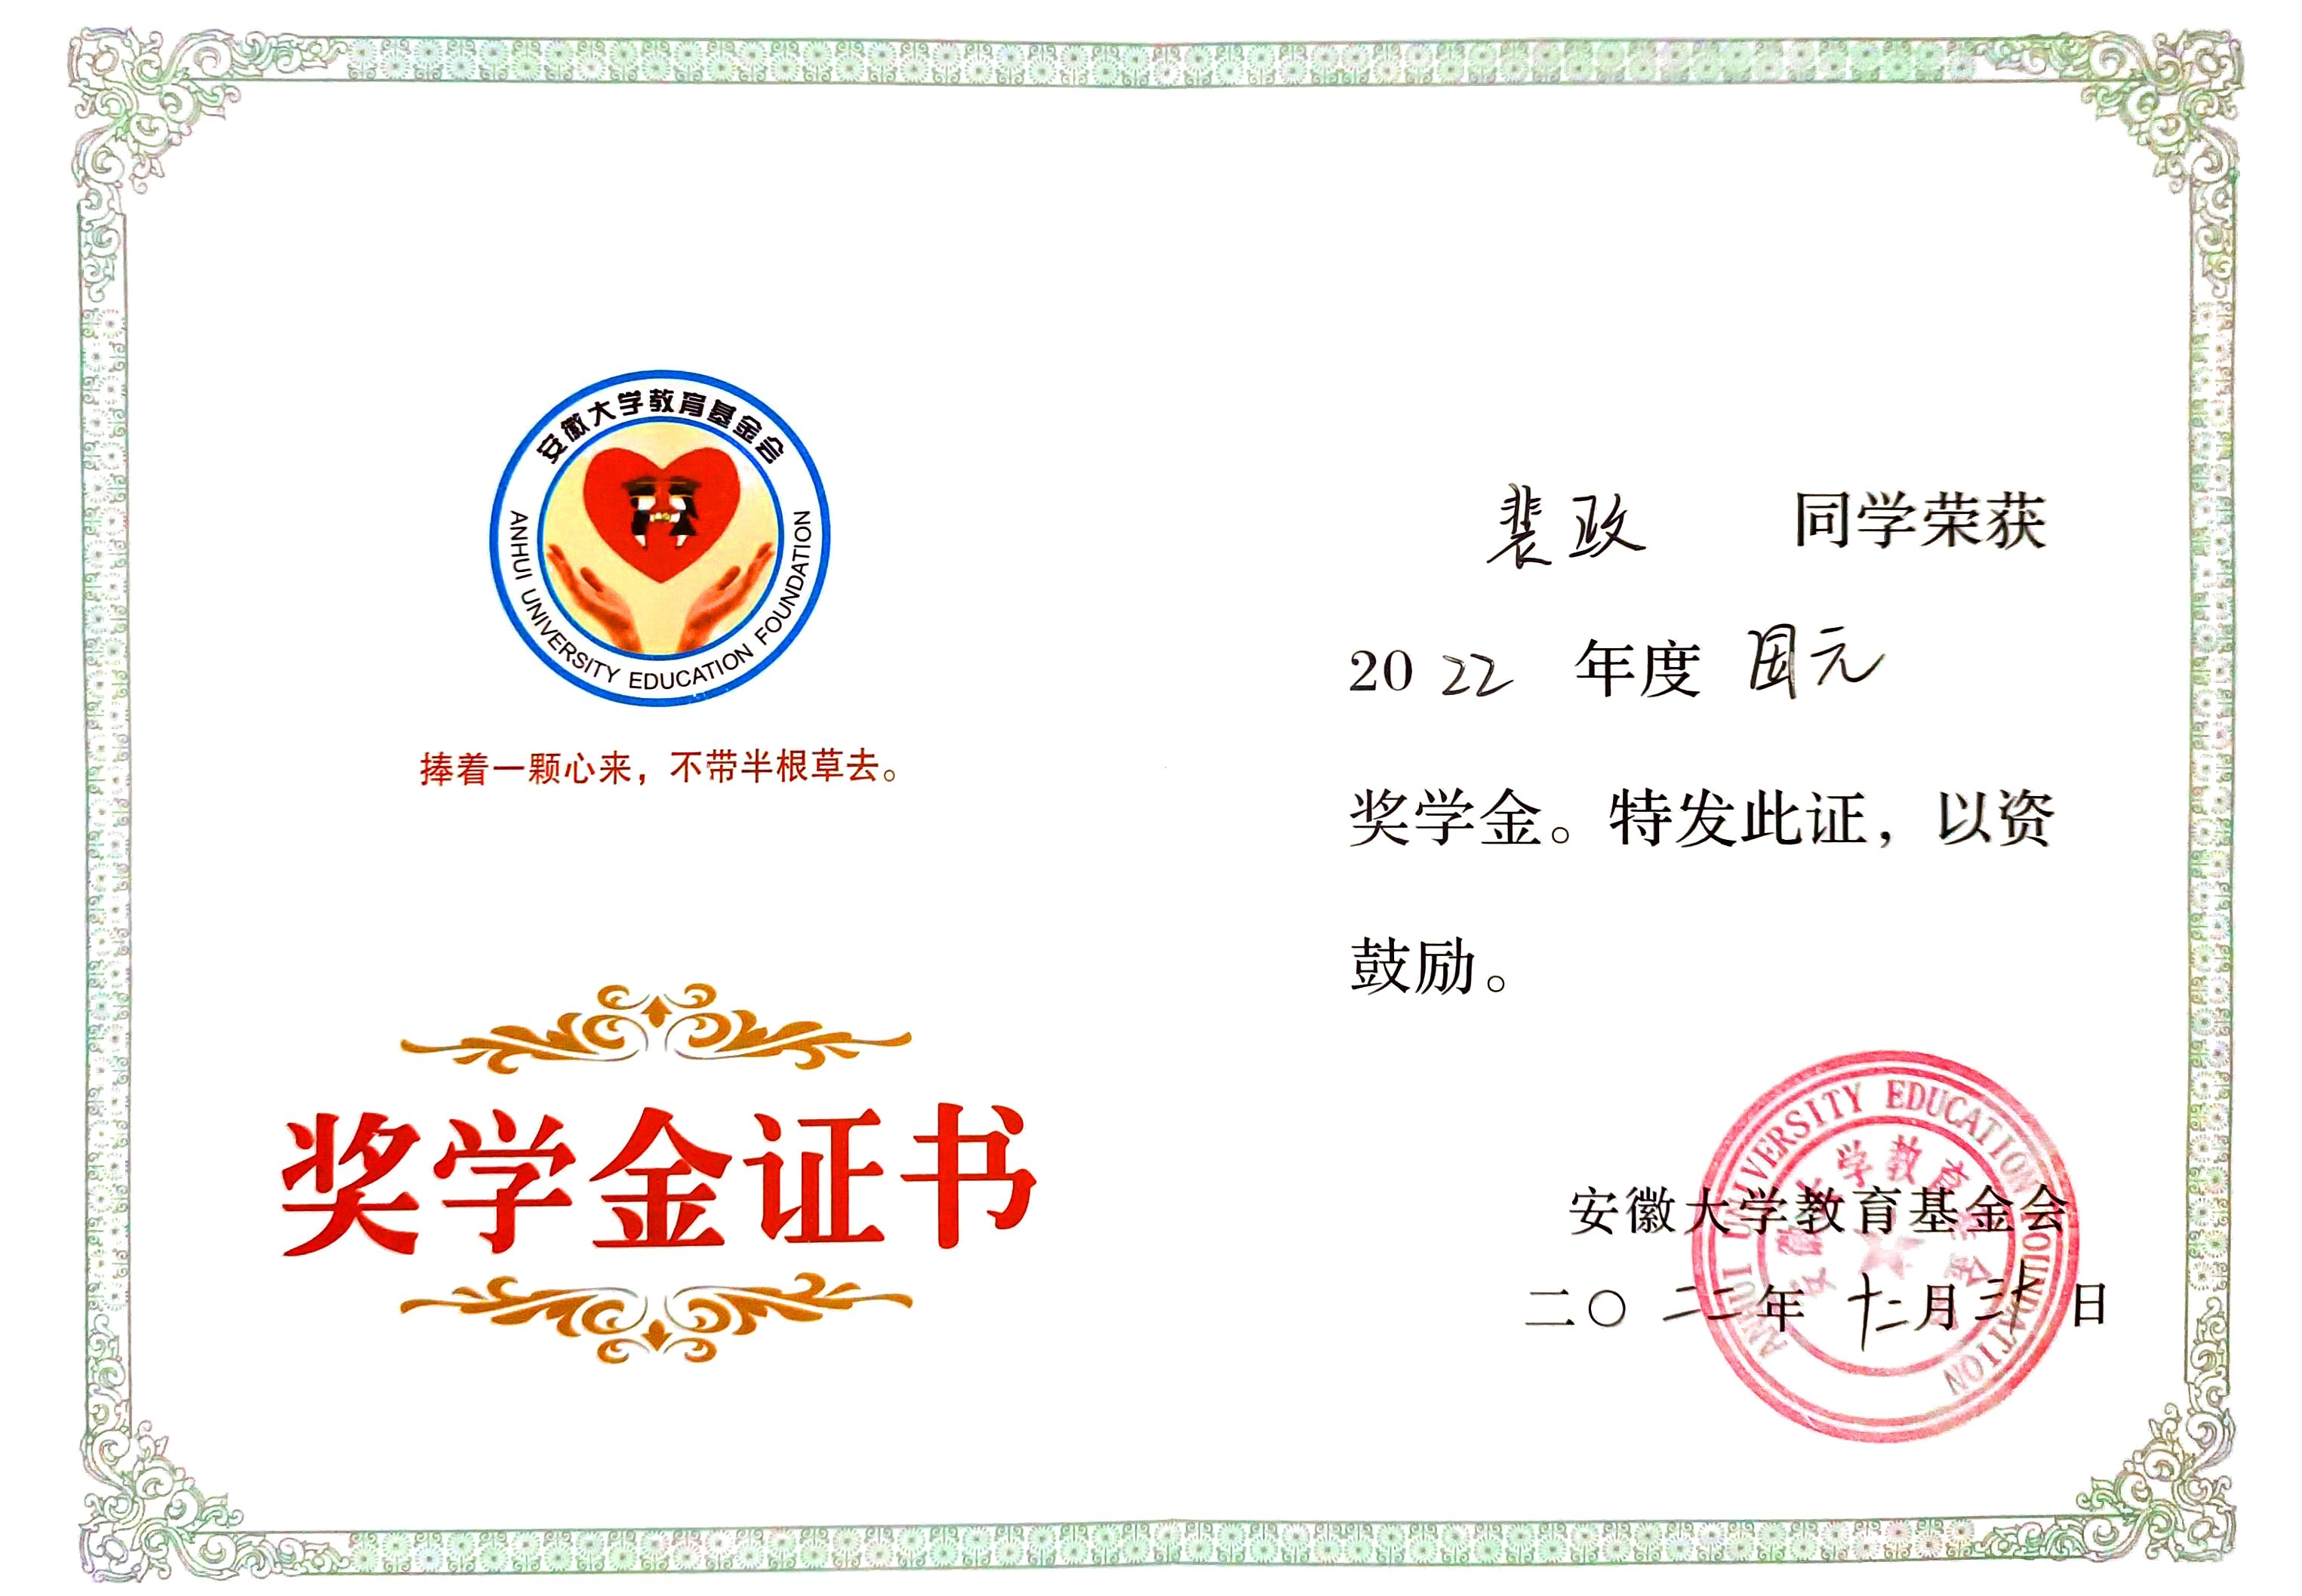 安徽大学教育基金会
ANHUI UNIVERSITY EDUCATION FOUNDATION
捧着一颗心来，不带半根草去。
奖学金证书
裴政 同学荣获
2022 年度 国元
奖学金。特发此证，以资
鼓励。
安徽大学教育基金会
二〇二二年 十二月 日
ANHUI UNIVERSITY EDUCATION FOUNDATION
安徽大学教育基金会